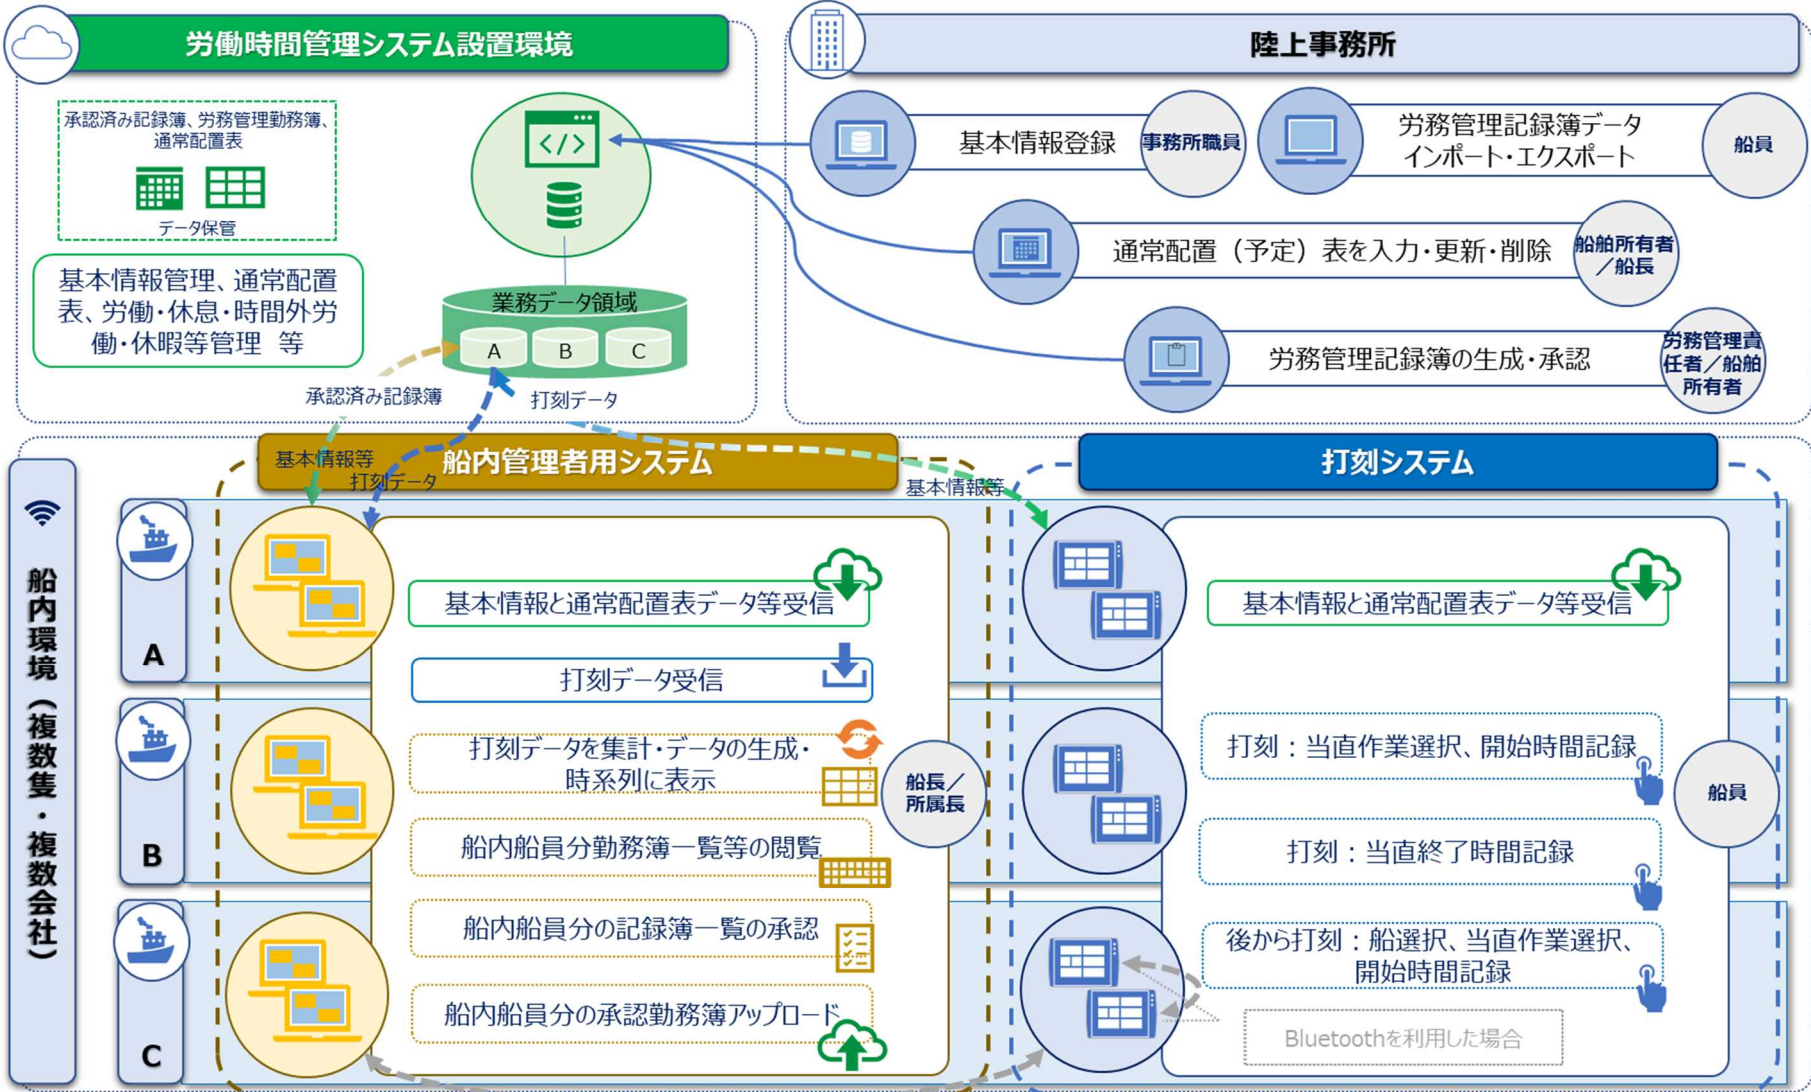 労働時間管理システム設置環境
承認済み記録簿、労務管理勤務簿、
通常配置表
データ保管
基本情報管理、通常配置
表、労働・休息・時間外労
働・休暇等管理 等
</>
業務データ領域
A
B
C
承認済み記録簿
打刻データ
陸上事務所
基本情報登録
事務所職員
労務管理記録簿データ
インポート・エクスポート
船員
通常配置（予定）表を入力・更新・削除
船舶所有者
／船長
労務管理記録簿の生成・承認
労務管理責
任者／船舶
所有者
船内環境（複数隻・複数会社）
A
B
C
船内管理者用システム
基本情報等
打刻データ
基本情報等
基本情報と通常配置表データ等受信
打刻データ受信
打刻データを集計・データの生成・
時系列に表示
船内船員分勤務簿一覧等の閲覧
船内船員分の記録簿一覧の承認
船内船員分の承認勤務簿アップロード
船長／
所属長
打刻システム
基本情報と通常配置表データ等受信
打刻：当直作業選択、開始時間記録
打刻：当直終了時間記録
後から打刻：船選択、当直作業選択、
開始時間記録
船員
Bluetoothを利用した場合